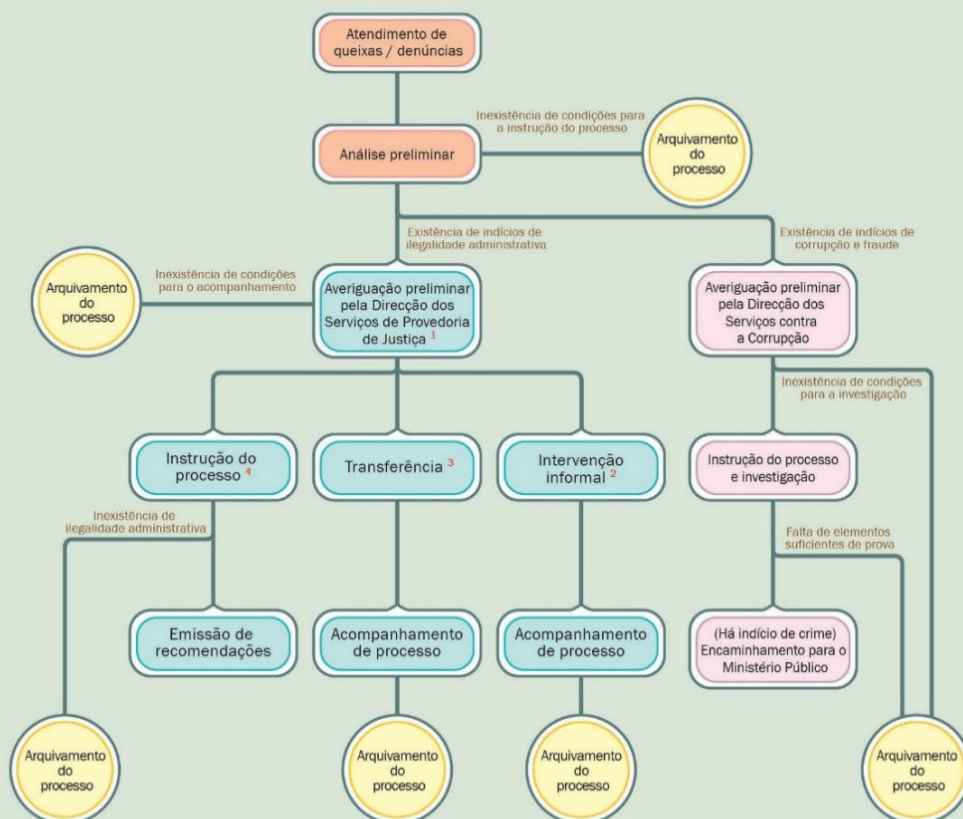 Atendimento de
queixas / denúncias
Inexistência de condições para
a instrução do processo
Análise preliminar
Arquivamento
do
processo
Existência de indícios de
ilegalidade administrativa
Existência de indícios de
corrupção e fraude
Arquivamento
do
processo
Inexistência de condições
para o acompanhamento
Averiguação preliminar
pela Direcção dos
Serviços de Provedoria
de Justiça 1
Averiguação preliminar
pela Direcção dos
Serviços contra
a Corrupção
Inexistência de condições
para a investigação
Instrução do
processo 4
Transferência 3
Intervenção
informal 2
Instrução do processo
e investigação
Inexistência de
ilegalidade administrativa
Falta de elementos
suficientes de prova
Emissão de
recomendações
Acompanhamento
de processo
Acompanhamento
de processo
(Há indício de crime)
Encaminhamento para o
Ministério Público
Arquivamento
do
processo
Arquivamento
do
processo
Arquivamento
do
processo
Arquivamento
do
processo